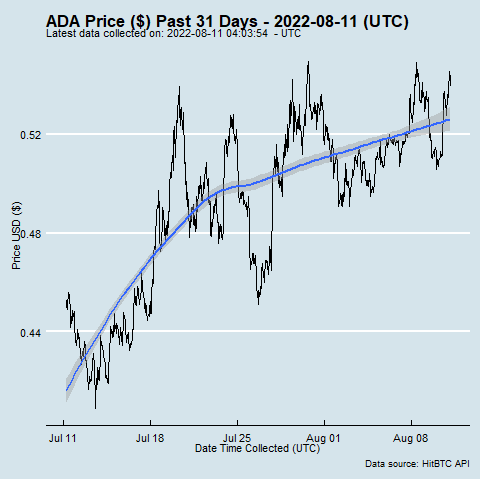 ADA Price ($) Past 31 Days - 2022-08-11 (UTC)
Latest data collected on: 2022-08-11 04:03:54 - UTC
0.52
0.48
0.44
Price USD ($)
Jul 11 Jul 18 Jul 25 Aug 01 Aug 08
Date Time Collected (UTC)
Data source: HitBTC API